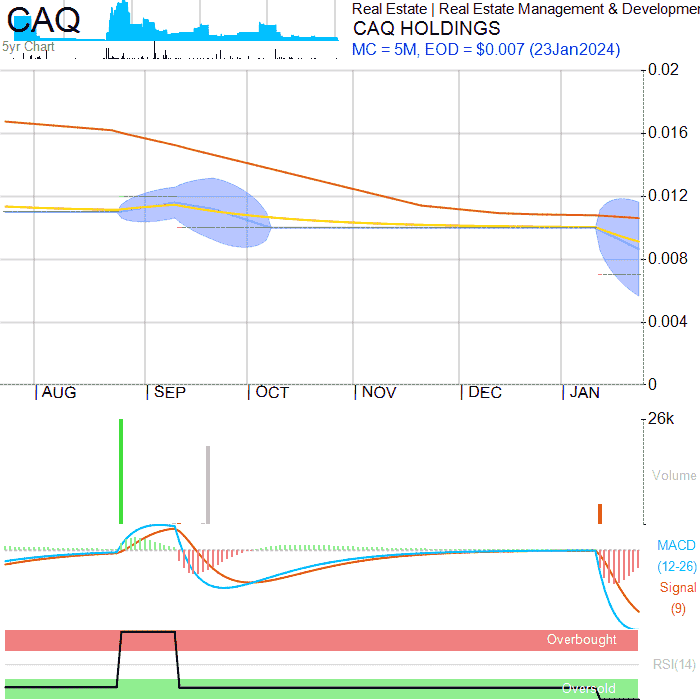 CAQ
Real Estate | Real Estate Management & Developmen
CAQ HOLDINGS
5yr Chart
MC = 5M, EOD = $0.007 (23Jan2024)
0.02
0.016
0.012
0.008
0.004
0
|AUG |SEP |OCT |NOV |DEC |JAN
26k
Volume
MACD
(12-26)
Signal
(9)
Overbought
RSI(14)
Oversold